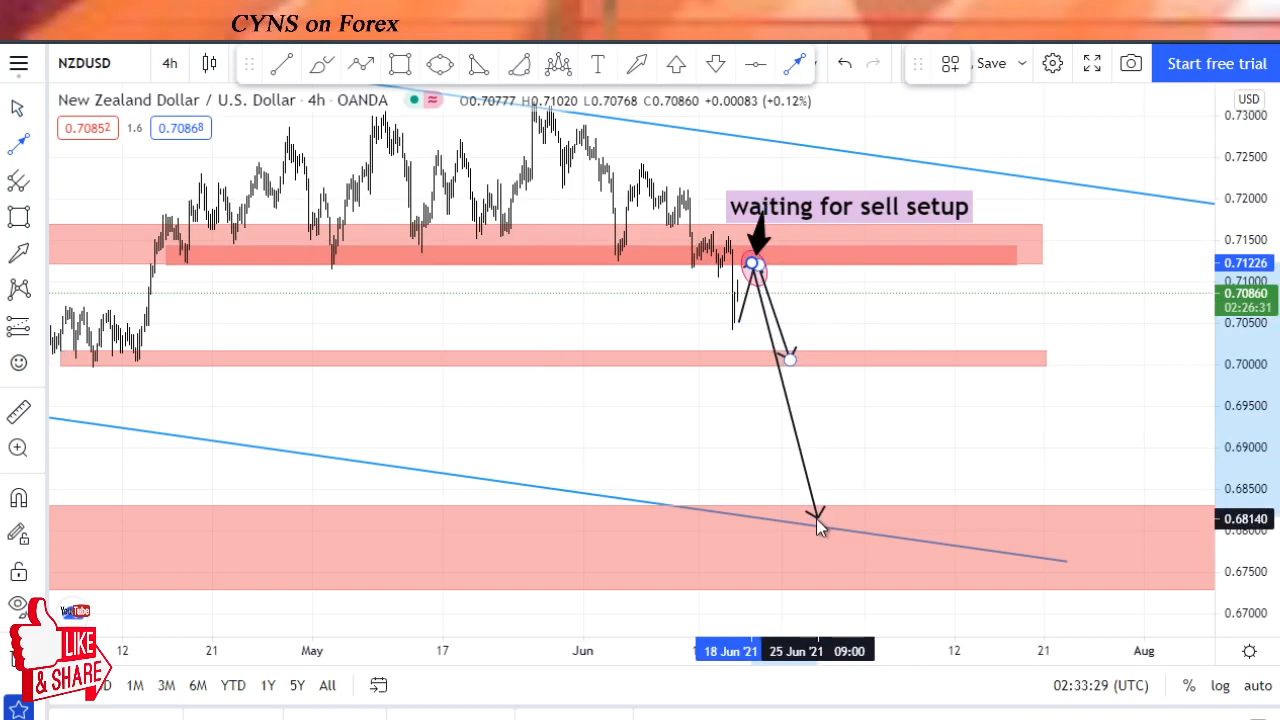 CYNS on Forex
NZDUSD 4h Save Start free trial
New Zealand Dollar / U.S. Dollar · 4h · OANDA O0.70777 H0.71020 L0.70768 C0.70860 +0.00083 (+0.12%)
USD
0.70852 1.6 0.70868
0.73000
0.72500
0.72000
waiting for sell setup
0.71500
0.71226
0.71000
0.70860
02:26:31
0.70500
0.70000
0.69500
0.69000
0.68500
0.68140
0.68000
0.67500
0.67000
YouTube
LIKE
& SHARE
12 21 May 17 Jun 18 Jun '21 25 Jun '21 09:00 12 21 Aug
1M 3M 6M YTD 1Y 5Y All 02:33:29 (UTC) % log auto